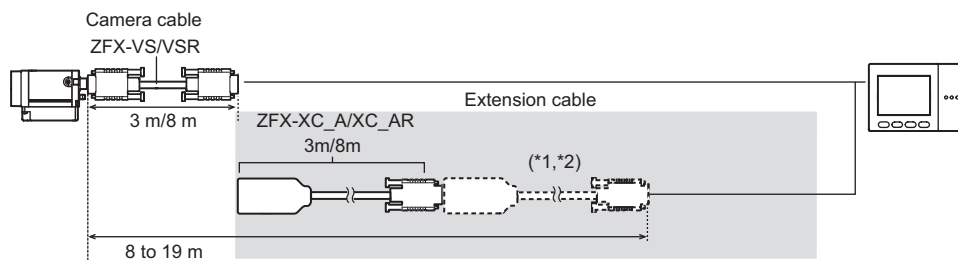 Camera cable
ZFX-VS/VSR
Extension cable
3 m/8 m
ZFX-XC_A/XC_AR
3m/8m
(*1,*2)
8 to 19 m